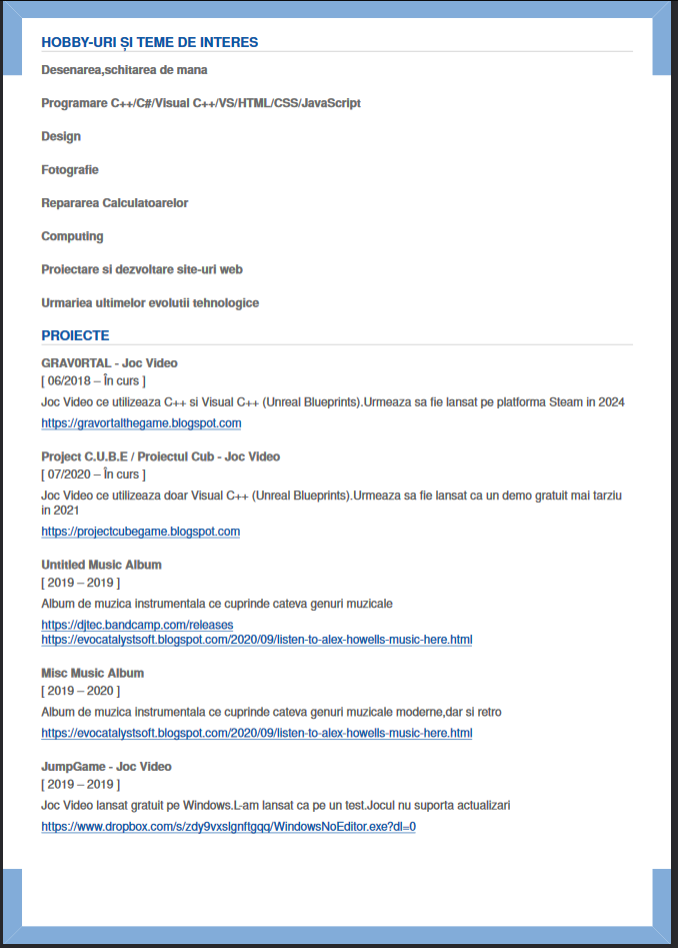 HOBBY-URI ȘI TEME DE INTERES
Desenarea,schitarea de mana
Programare C++/C#/Visual C++/VS/HTML/CSS/JavaScript
Design
Fotografie
Repararea Calculatoarelor
Computing
Proiectare si dezvoltare site-uri web
Urmariea ultimelor evolutii tehnologice
PROIECTE
GRAV0RTAL - Joc Video
[ 06/2018 – În curs ]
Joc Video ce utilizeaza C++ si Visual C++ (Unreal Blueprints).Urmeaza sa fie lansat pe platforma Steam in 2024
https://gravortalthegame.blogspot.com
Project C.U.B.E / Proiectul Cub - Joc Video
[ 07/2020 – În curs ]
Joc Video ce utilizeaza doar Visual C++ (Unreal Blueprints).Urmeaza sa fie lansat ca un demo gratuit mai tarziu
in 2021
https://projectcubegame.blogspot.com
Untitled Music Album
[ 2019 – 2019 ]
Album de muzica instrumentala ce cuprinde cateva genuri muzicale
https://djtec.bandcamp.com/releases
https://evocatalystsoft.blogspot.com/2020/09/listen-to-alex-howells-music-here.html
Misc Music Album
[ 2019 – 2020 ]
Album de muzica instrumentala ce cuprinde cateva genuri muzicale moderne,dar si retro
https://evocatalystsoft.blogspot.com/2020/09/listen-to-alex-howells-music-here.html
JumpGame - Joc Video
[ 2019 – 2019 ]
Joc Video lansat gratuit pe Windows.L-am lansat ca pe un test.Jocul nu suporta actualizari
https://www.dropbox.com/s/zdy9vxslgnftgqq/WindowsNoEditor.exe?dl=0